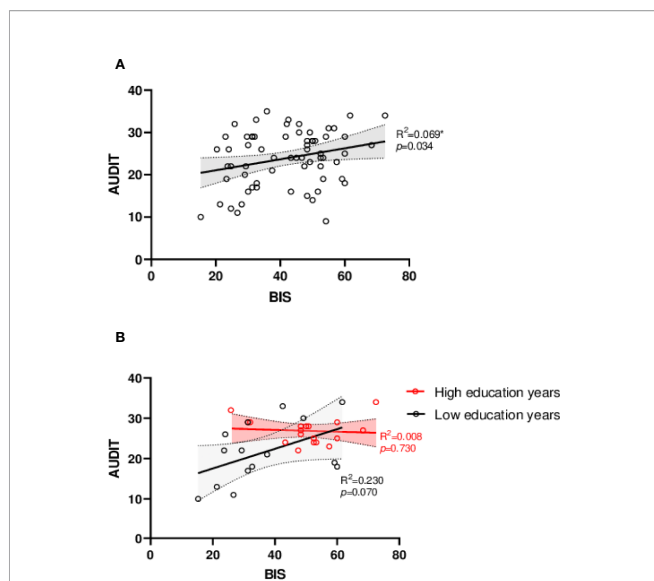 A
40
30
20
10
0
AUDIT
R²=0.069*
p=0.034
0 20 40 60 80
BIS
B
40
30
20
10
0
AUDIT
High education years
Low education years
R²=0.008
p=0.730
R²=0.230
p=0.070
0 20 40 60 80
BIS